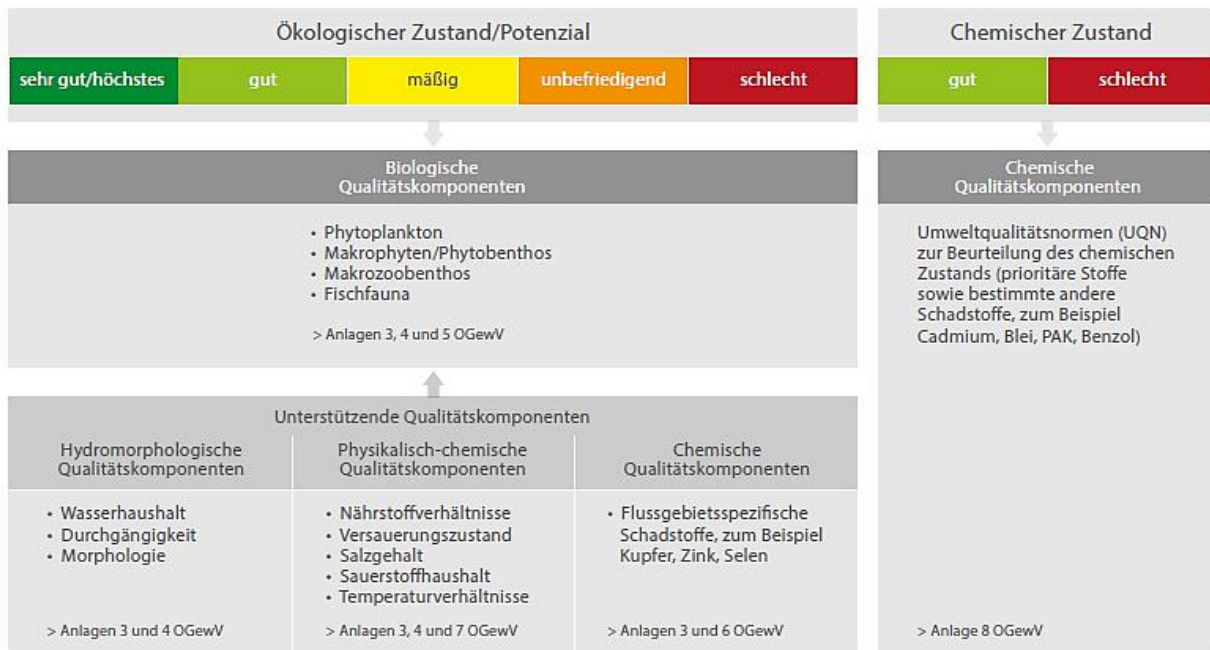 Ökologischer Zustand/Potenzial
sehr gut/höchstes
gut
mäßig
unbefriedigend
schlecht
Biologische
Qualitätskomponenten
• Phytoplankton
• Makrophyten/Phytobenthos
• Makrozoobenthos
• Fischfauna
> Anlagen 3, 4 und 5 OGewV
Unterstützende Qualitätskomponenten
Hydromorphologische
Qualitätskomponenten
• Wasserhaushalt
• Durchgängigkeit
• Morphologie
> Anlagen 3 und 4 OGewV
Physikalisch-chemische
Qualitätskomponenten
• Nährstoffverhältnisse
• Versauerungszustand
• Salzgehalt
• Sauerstoffhaushalt
• Temperaturverhältnisse
> Anlagen 3, 4 und 7 OGewV
Chemische
Qualitätskomponenten
• Flussgebietsspezifische
Schadstoffe, zum Beispiel
Kupfer, Zink, Selen
> Anlagen 3 und 6 OGewV
Chemischer Zustand
gut
schlecht
Chemische
Qualitätskomponenten
Umweltqualitätsnormen (UQN)
zur Beurteilung des chemischen
Zustands (prioritäre Stoffe
sowie bestimmte andere
Schadstoffe, zum Beispiel
Cadmium, Blei, PAK, Benzol)
> Anlage 8 OGewV